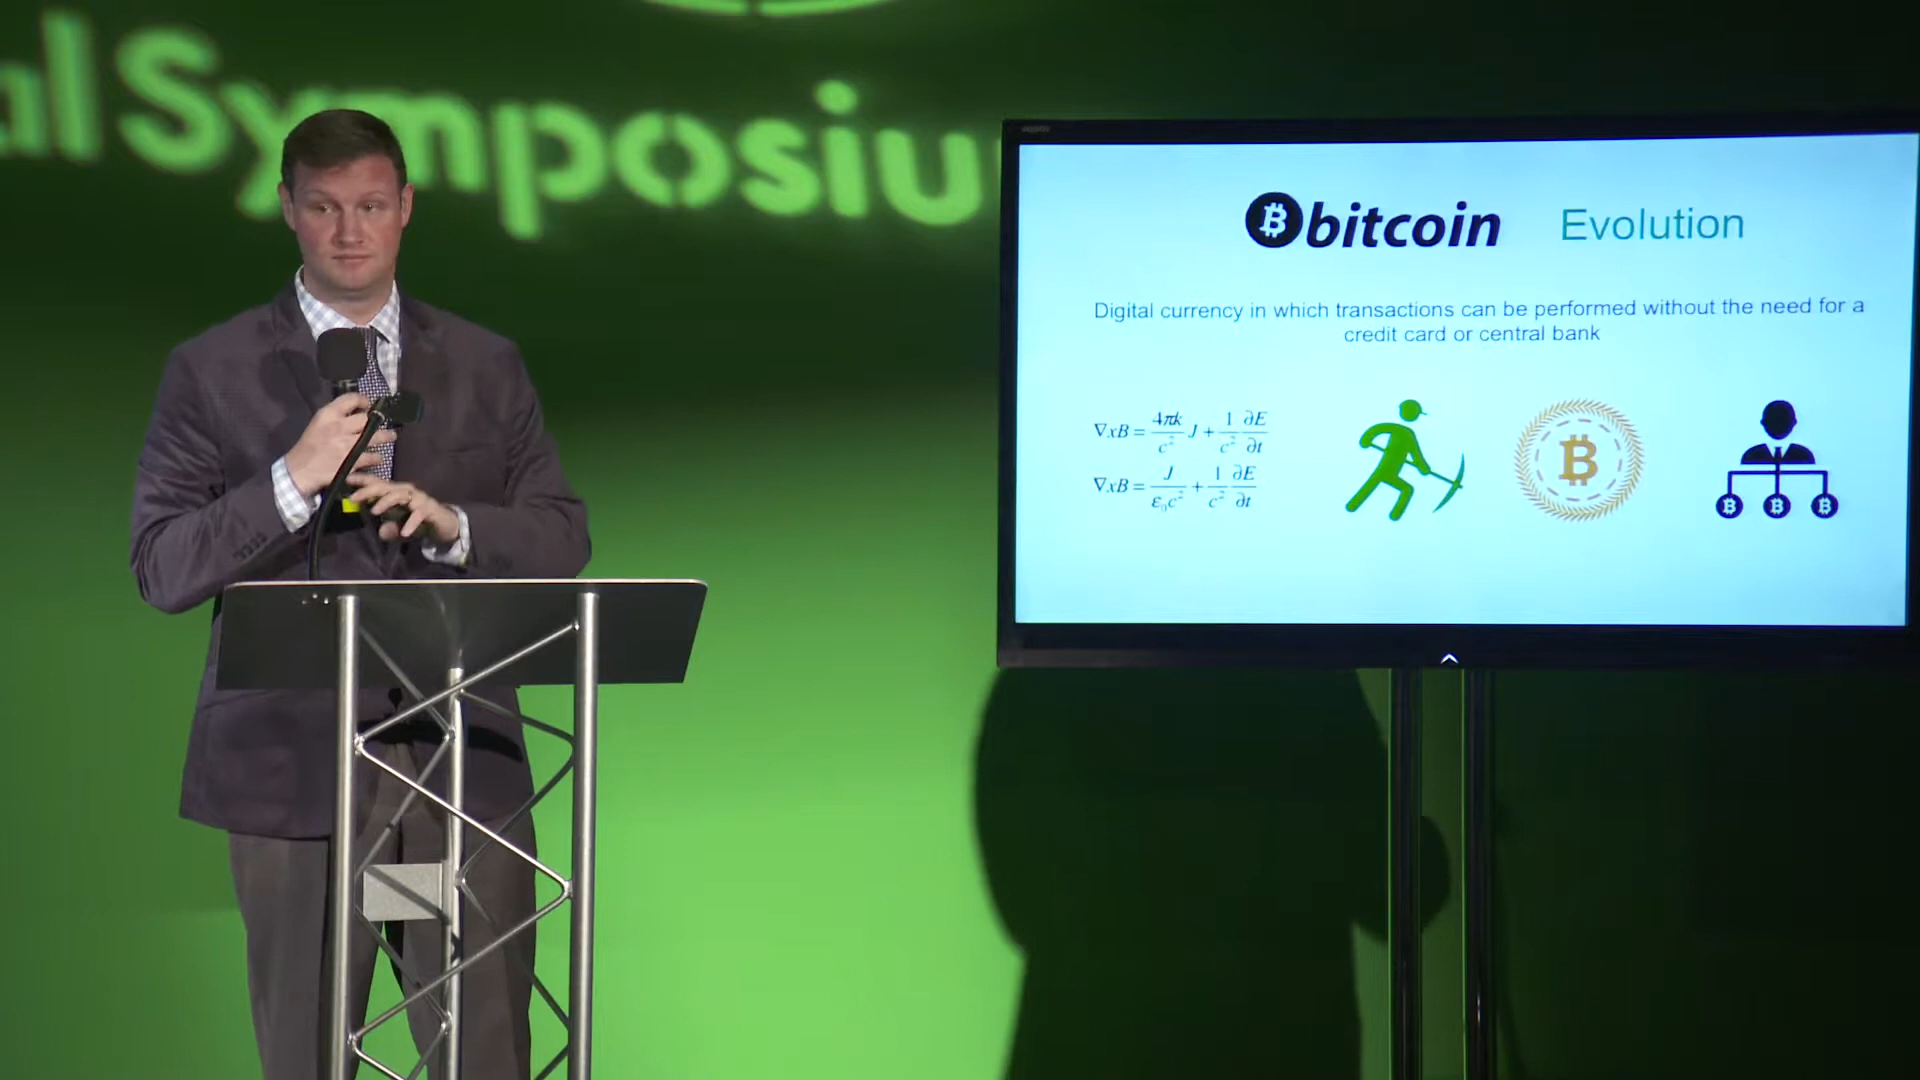 al Symposiu
bitcoin Evolution
Digital currency in which transactions can be performed without the need for a
credit card or central bank
∇xB = 4πk/c² J + 1/c² ∂E/∂t
∇xB = J/ε₀c² + 1/c² ∂E/∂t